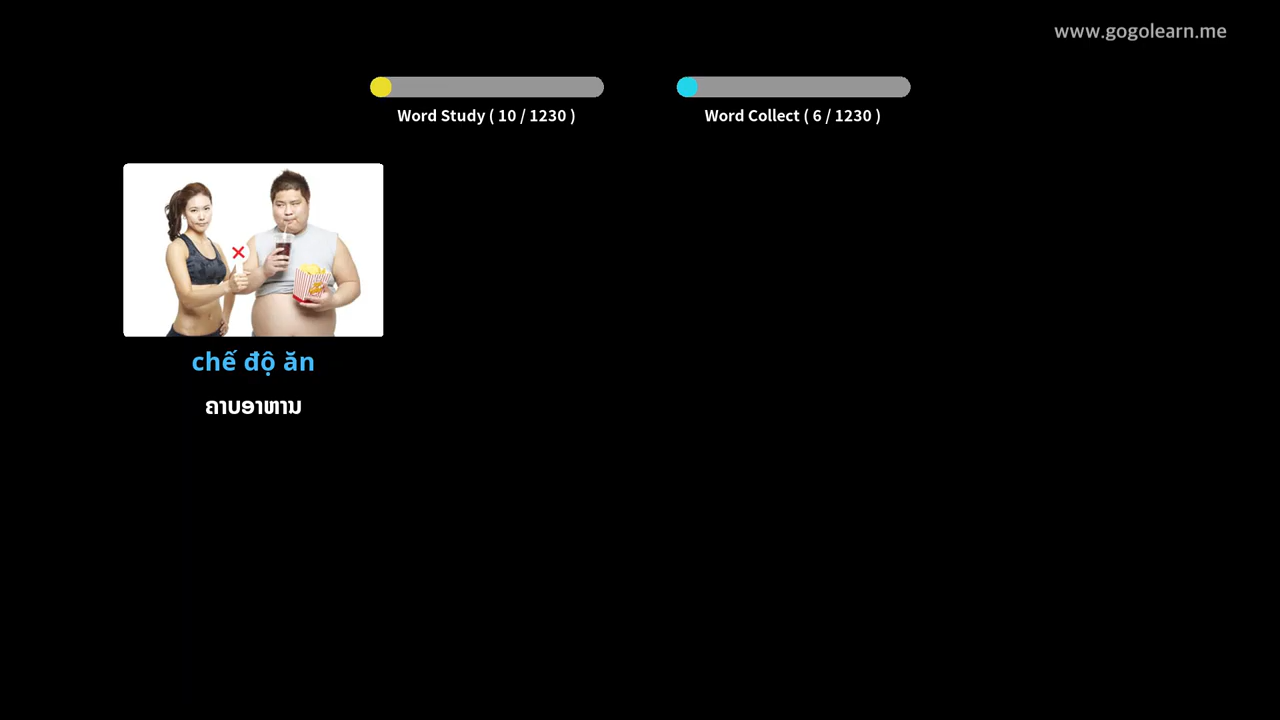 www.gogolearn.me
Word Study ( 10 / 1230 )
Word Collect ( 6 / 1230 )
chế độ ăn
ຄາບອາຫານ